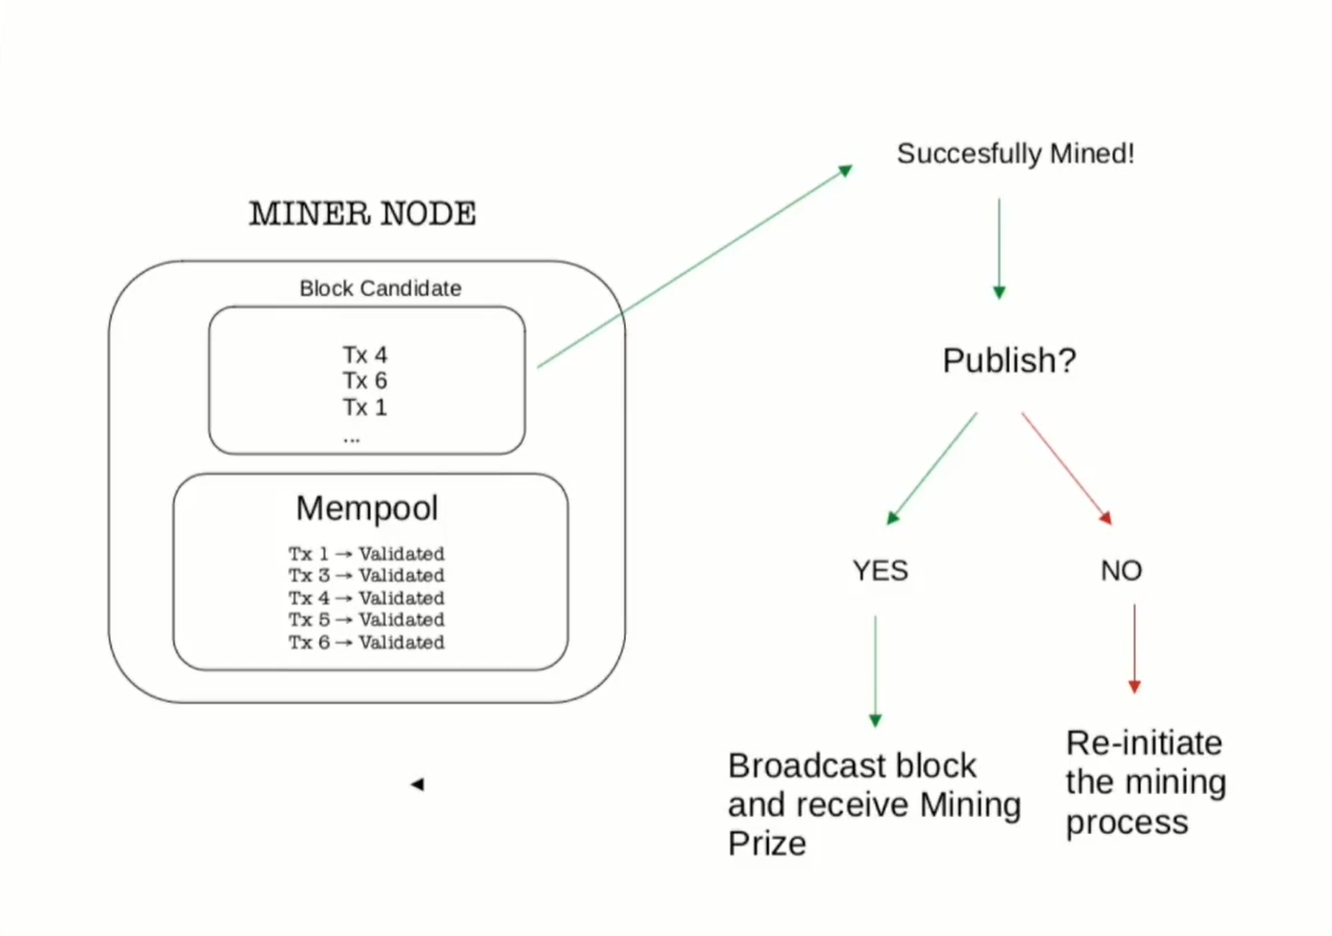 MINER NODE
Block Candidate
Tx 4
Tx 6
Tx 1
...
Mempool
Tx 1 → Validated
Tx 3 → Validated
Tx 4 → Validated
Tx 5 → Validated
Tx 6 → Validated
Succesfully Mined!
Publish?
YES
NO
Broadcast block
and receive Mining
Prize
Re-initiate
the mining
process